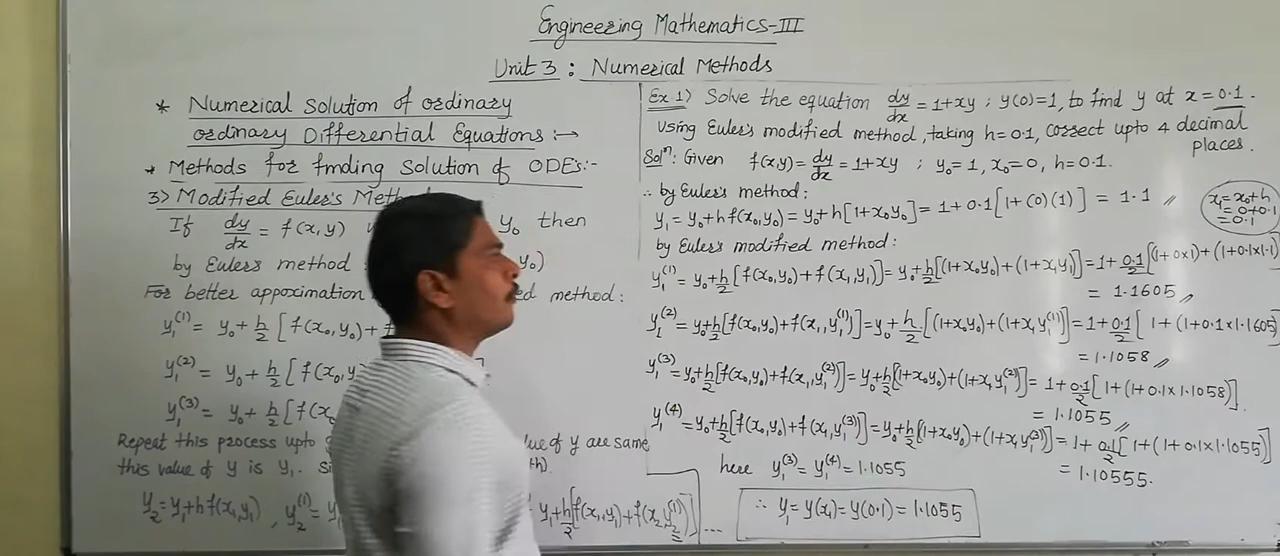 Engineering Mathematics-III
Unit 3 : Numerical Methods
* Numerical Solution of ordinary
ordinary Differential Equations :→
* Methods for finding Solution of ODEs:-
3> Modified Euler's Meth
If dy/dx = f(x,y) y₀ then
by Euler's method : y₀)
For better appoximation ed method:
y₁⁽¹⁾ = y₀ + h/2 [ f(x₀,y₀) +
y₁⁽²⁾ = y₀ + h/2 [ f(x₀,y
y₁⁽³⁾ = y₀ + h/2 [ f(x₀
Repeat this process upto lue of y are same
this value of y is y₁. th).
y₂ = y₁+h f(x₁,y₁) , y₂⁽¹⁾ = y₁+h/2[f(x₁,y₁)+f(x₂,y₂⁽¹⁾)] ...
Ex.1) Solve the equation dy/dx = 1+xy ; y(0)=1, to find y at x = 0.1.
Using Euler's modified method, taking h=0.1, correct upto 4 decimal
places.
Solⁿ: Given f(x,y) = dy/dx = 1+xy ; y₀=1, x₀=0, h=0.1.
∴ by Euler's method:
y₁ = y₀+h f(x₀,y₀) = y₀+h[1+x₀y₀] = 1+0.1[1+(0)(1)] = 1.1 //
x₁=x₀+h
=0+0.1
=0.1
by Euler's modified method:
y₁⁽¹⁾ = y₀+h/2[f(x₀,y₀)+f(x₁,y₁)] = y₀+h/2[(1+x₀y₀)+(1+x₁y₁)] = 1+0.1/2[(1+0×1)+(1+0.1×1.1)
= 1.1605 //
y₁⁽²⁾ = y₀+h/2[f(x₀,y₀)+f(x₁,y₁⁽¹⁾)] = y₀+h/2[(1+x₀y₀)+(1+x₁y₁⁽¹⁾)] = 1+0.1/2[1+(1+0.1×1.1605)]
= 1.1058 //
y₁⁽³⁾ = y₀+h/2[f(x₀,y₀)+f(x₁,y₁⁽²⁾)] = y₀+h/2[(1+x₀y₀)+(1+x₁y₁⁽²⁾)] = 1+0.1/2[1+(1+0.1×1.1058)]
= 1.1055 //
y₁⁽⁴⁾ = y₀+h/2[f(x₀,y₀)+f(x₁,y₁⁽³⁾)] = y₀+h/2[(1+x₀y₀)+(1+x₁y₁⁽³⁾)] = 1+0.1/2[1+(1+0.1×1.1055)]
= 1.10555.
here y₁⁽³⁾ = y₁⁽⁴⁾ = 1.1055
∴ y₁ = y(x₁) = y(0.1) = 1.1055